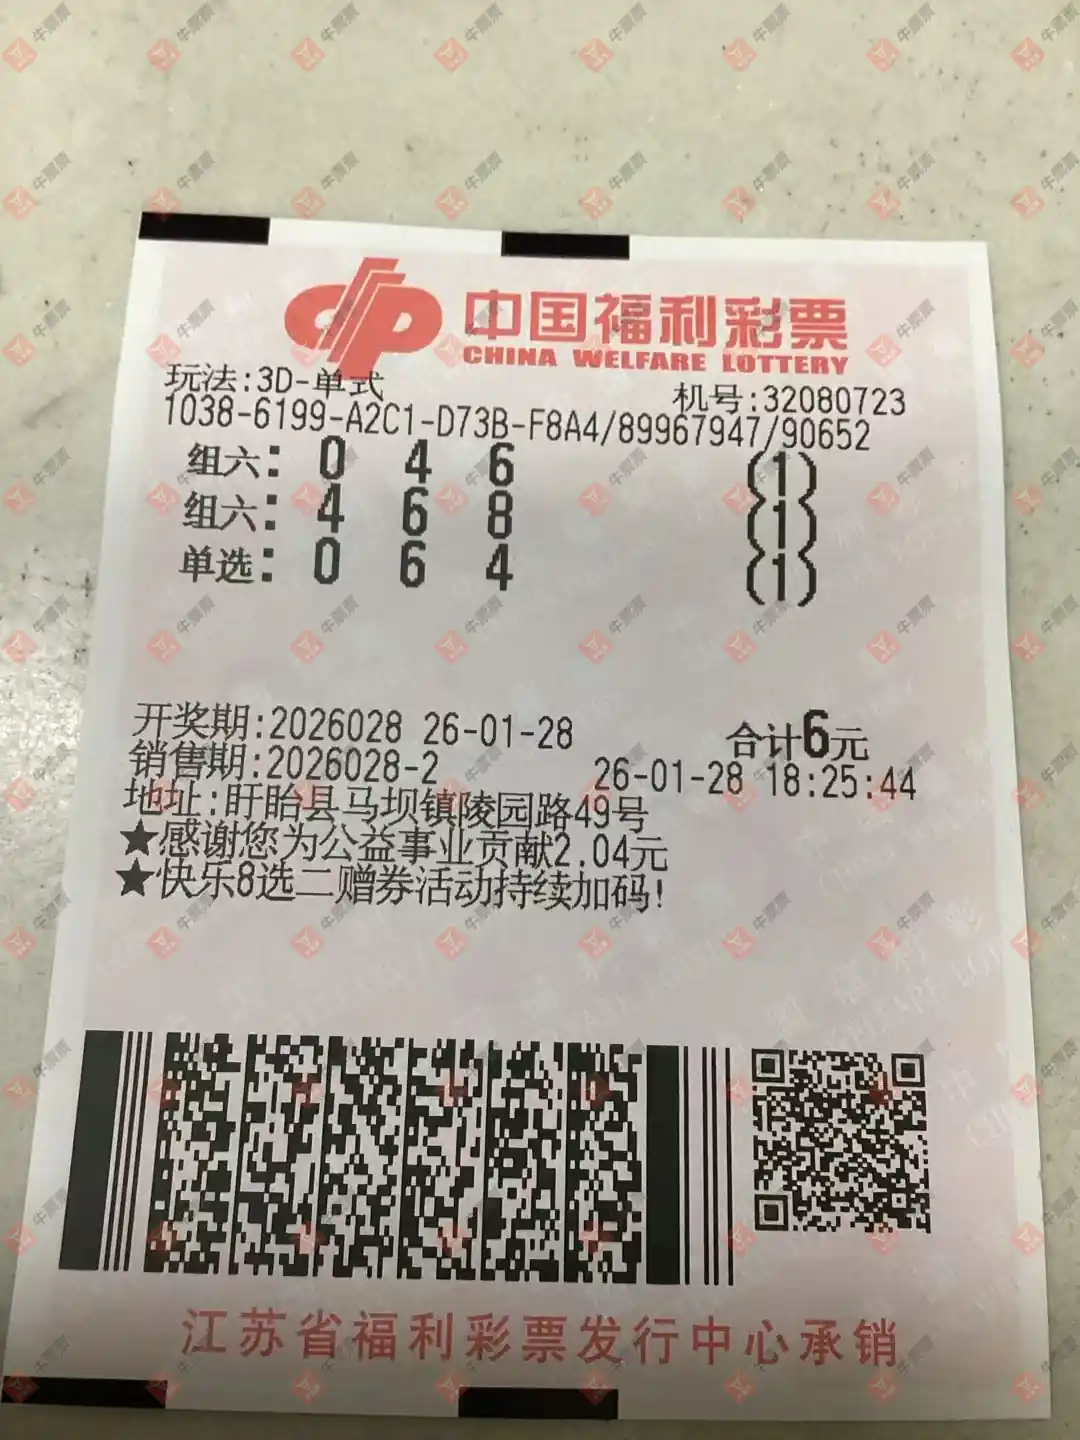 中国福利彩票
CHINA WELFARE LOTTERY
玩法:3D-单式 机号:32080723
1038-6199-A2C1-D73B-F8A4/89967947/90652
组六: 0 4 6 (1)
组六: 4 6 8 (1)
单选: 0 6 4 (1)
开奖期:2026028 26-01-28 合计6元
销售期:2026028-2 26-01-28 18:25:44
地址:盱眙县马坝镇陵园路49号
★感谢您为公益事业贡献2.04元
★快乐8选二赠券活动持续加码!
江苏省福利彩票发行中心承销
牛票票